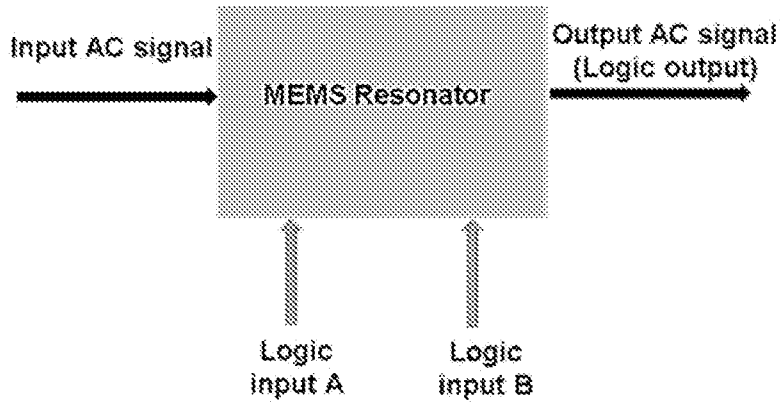 Input AC signal
Output AC signal
(Logic output)
MEMS Resonator
Logic
input A
Logic
input B